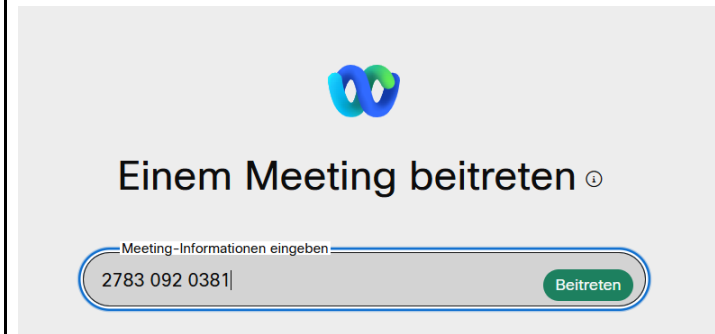 Einem Meeting beitreten
Meeting-Informationen eingeben
2783 092 0381
Beitreten